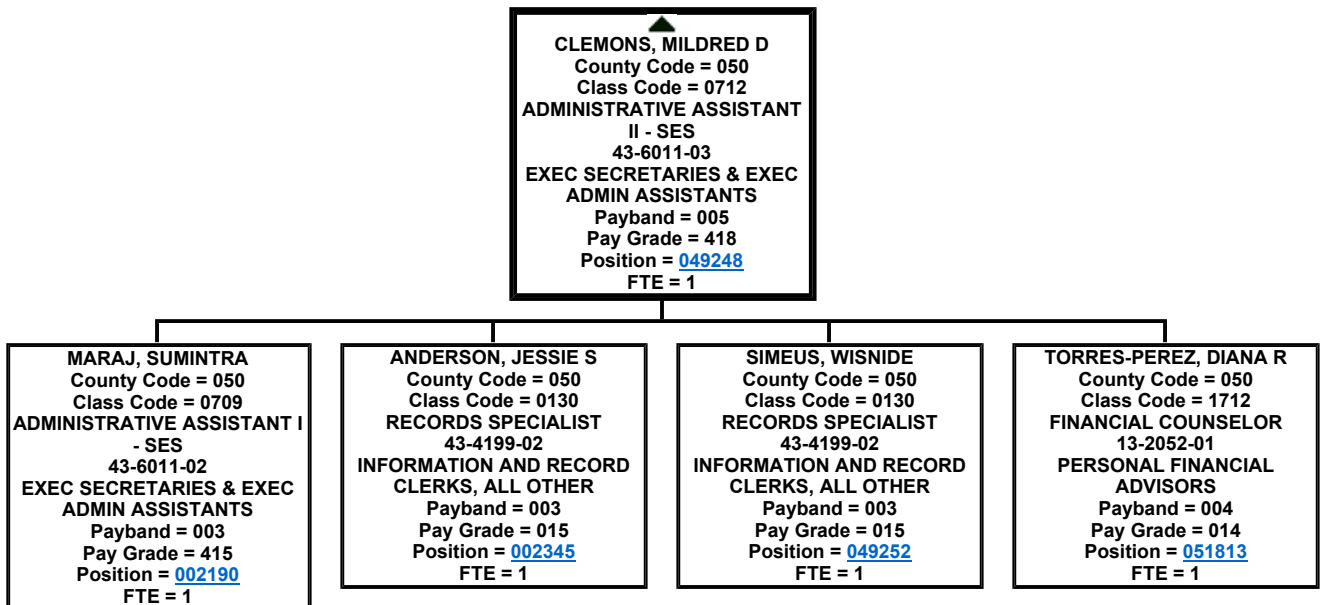 CLEMONS, MILDRED D
County Code = 050
Class Code = 0712
ADMINISTRATIVE ASSISTANT
II - SES
43-6011-03
EXEC SECRETARIES & EXEC
ADMIN ASSISTANTS
Payband = 005
Pay Grade = 418
Position = 049248
FTE = 1
MARAJ, SUMINTRA
County Code = 050
Class Code = 0709
ADMINISTRATIVE ASSISTANT I
- SES
43-6011-02
EXEC SECRETARIES & EXEC
ADMIN ASSISTANTS
Payband = 003
Pay Grade = 415
Position = 002190
FTE = 1
ANDERSON, JESSIE S
County Code = 050
Class Code = 0130
RECORDS SPECIALIST
43-4199-02
INFORMATION AND RECORD
CLERKS, ALL OTHER
Payband = 003
Pay Grade = 015
Position = 002345
FTE = 1
SIMEUS, WISNIDE
County Code = 050
Class Code = 0130
RECORDS SPECIALIST
43-4199-02
INFORMATION AND RECORD
CLERKS, ALL OTHER
Payband = 003
Pay Grade = 015
Position = 049252
FTE = 1
TORRES-PEREZ, DIANA R
County Code = 050
Class Code = 1712
FINANCIAL COUNSELOR
13-2052-01
PERSONAL FINANCIAL
ADVISORS
Payband = 004
Pay Grade = 014
Position = 051813
FTE = 1